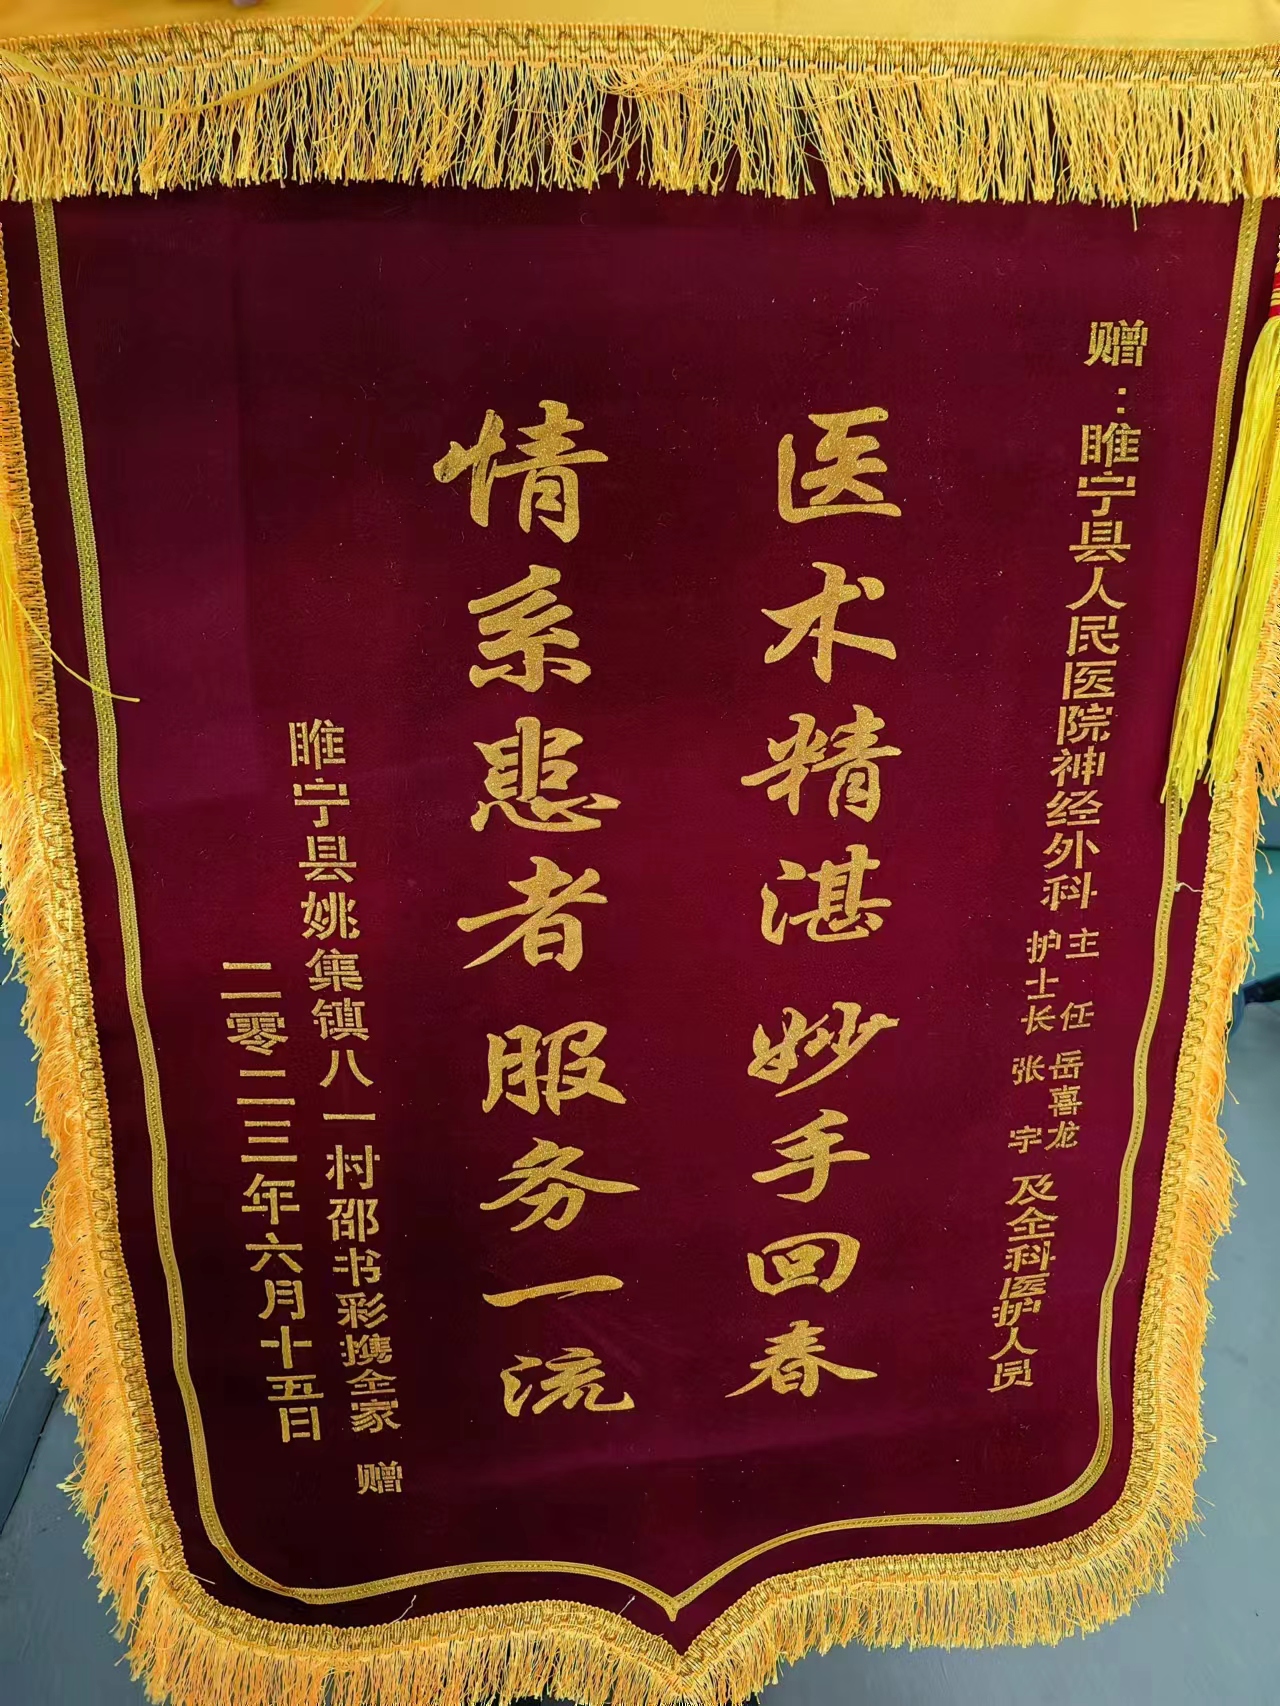 赠：睢宁县人民医院神经外科
主任 岳喜龙
护士长 张宇
及全科医护人员
医术精湛 妙手回春
情系患者 服务一流
睢宁县姚集镇八一村邵书彩携全家 赠
二零二三年六月十五日